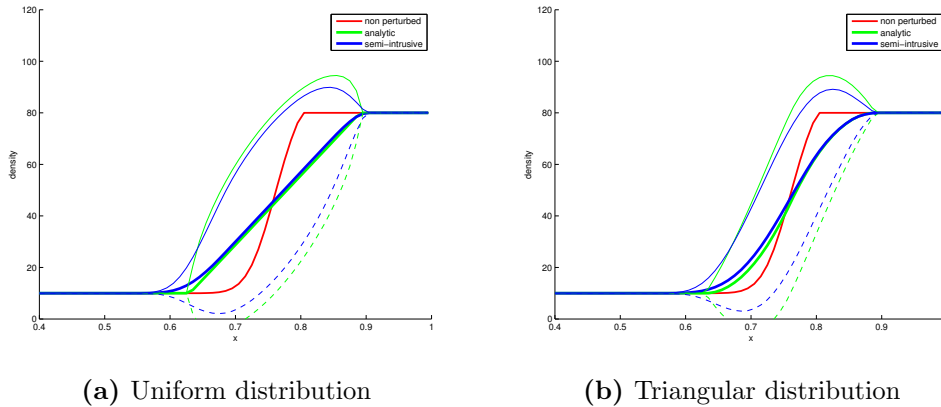 120
100
80
60
40
20
0
density
0.4
0.5
0.6
0.7
0.8
0.9
1
x
non perturbed
analytic
semi-intrusive
120
100
80
60
40
20
0
density
0.4
0.5
0.6
0.7
0.8
0.9
x
non perturbed
analytic
semi-intrusive
(a) Uniform distribution
(b) Triangular distribution